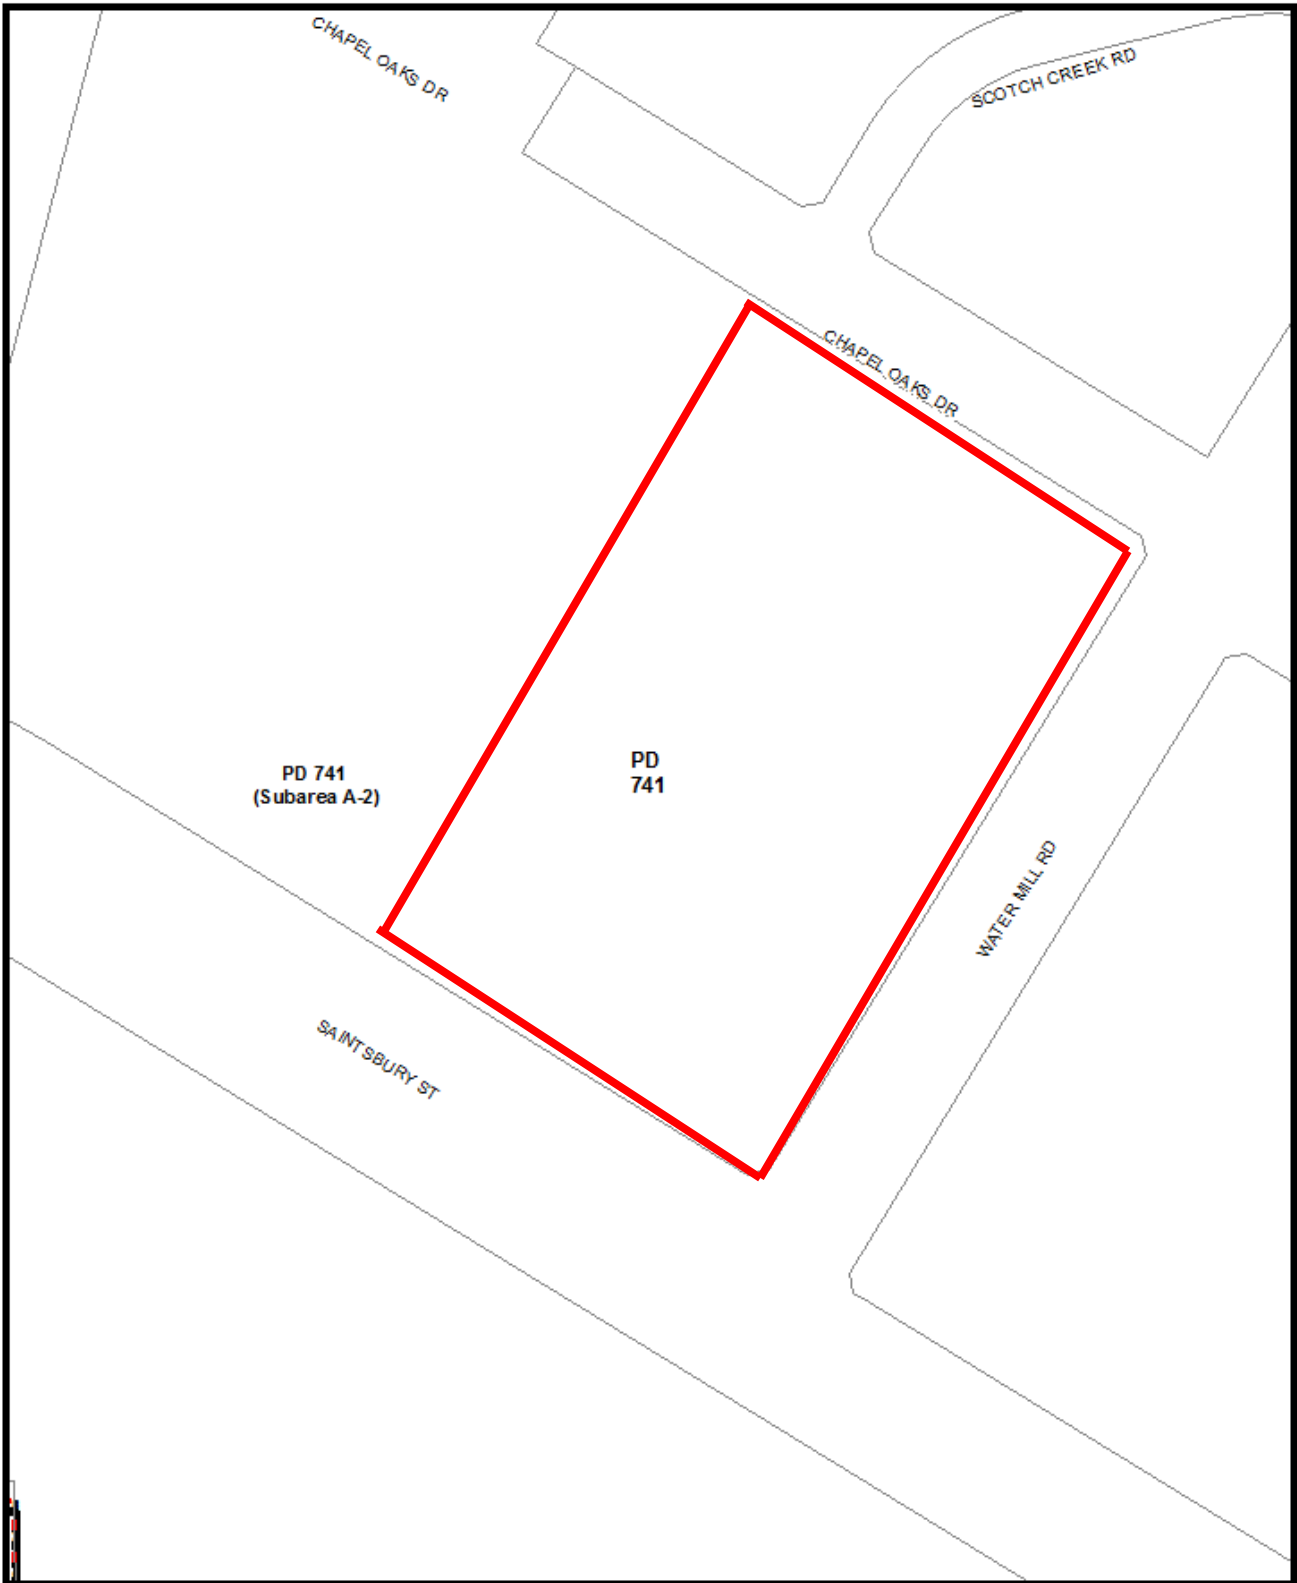 CHAPEL OAKS DR
SCOTCH CREEK RD
CHAPEL OAKS DR
PD
741
PD 741
(Subarea A-2)
WATER MILL RD
SAINTSBURY ST